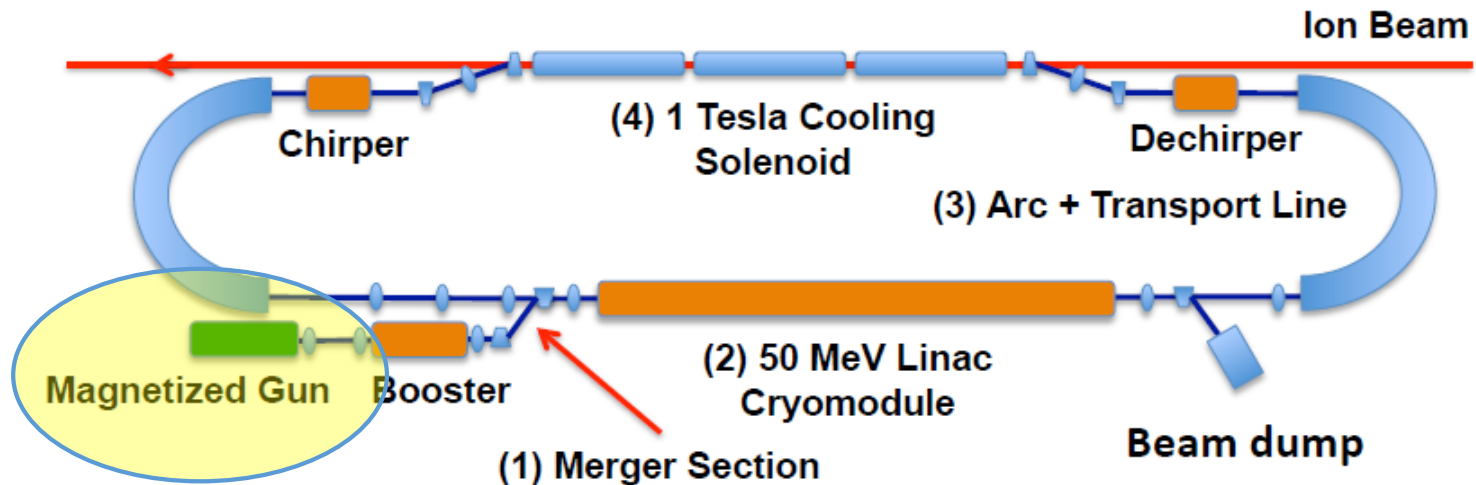 Ion Beam
Chirper
(4) 1 Tesla Cooling
Solenoid
Dechirper
(3) Arc + Transport Line
Magnetized Gun
Booster
(2) 50 MeV Linac
Cryomodule
Beam dump
(1) Merger Section